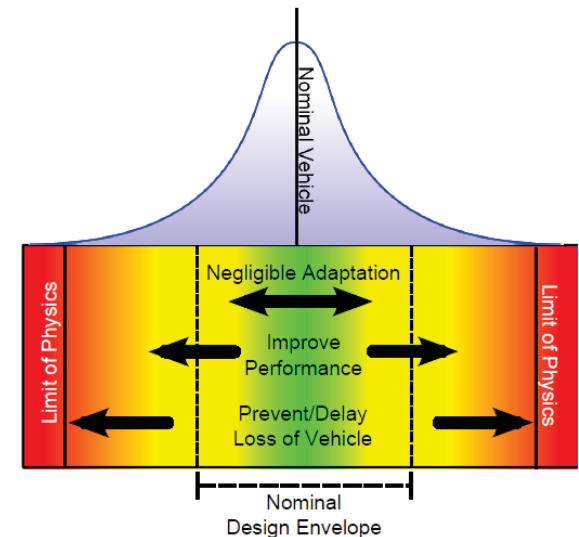 Nominal Vehicle
Negligible Adaptation
Limit of Physics
Improve
Performance
Prevent/Delay
Loss of Vehicle
Limit of Physics
Nominal
Design Envelope